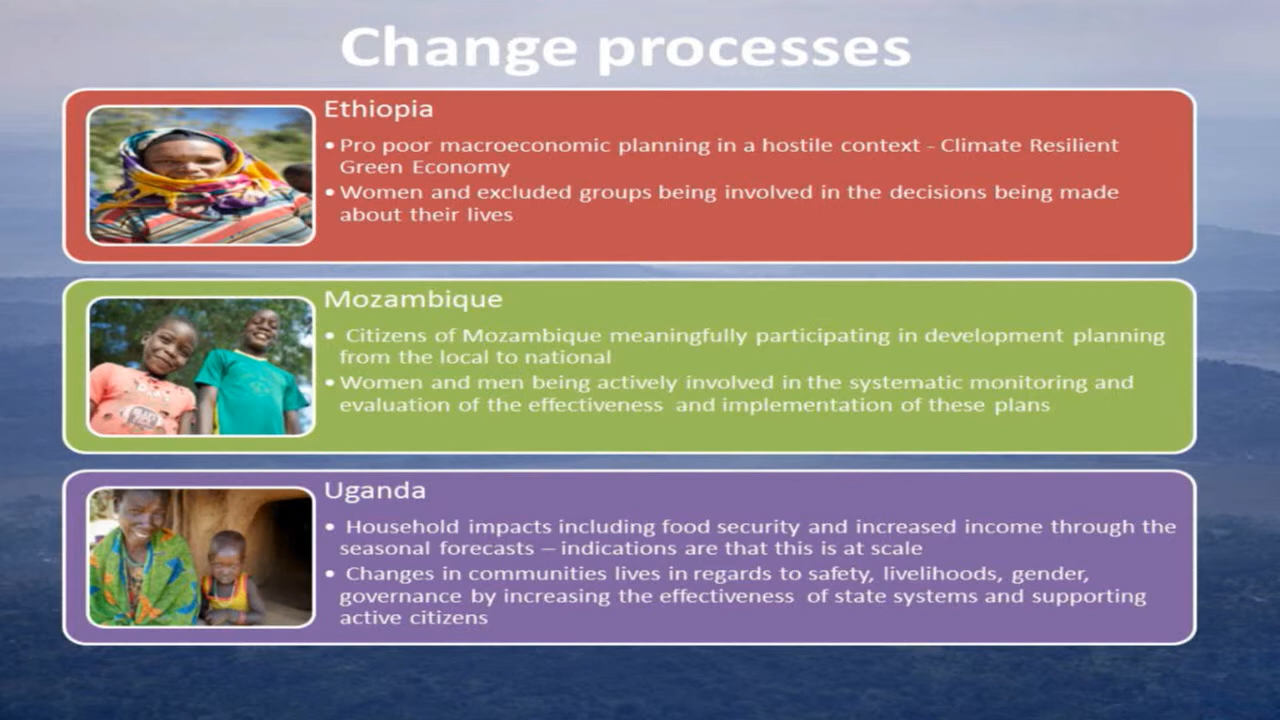 Change processes
Ethiopia
• Pro poor macroeconomic planning in a hostile context - Climate Resilient
Green Economy
• Women and excluded groups being involved in the decisions being made
about their lives
Mozambique
• Citizens of Mozambique meaningfully participating in development planning
from the local to national
• Women and men being actively involved in the systematic monitoring and
evaluation of the effectiveness and implementation of these plans
Uganda
• Household impacts including food security and increased income through the
seasonal forecasts – indications are that this is at scale
• Changes in communities lives in regards to safety, livelihoods, gender,
governance by increasing the effectiveness of state systems and supporting
active citizens